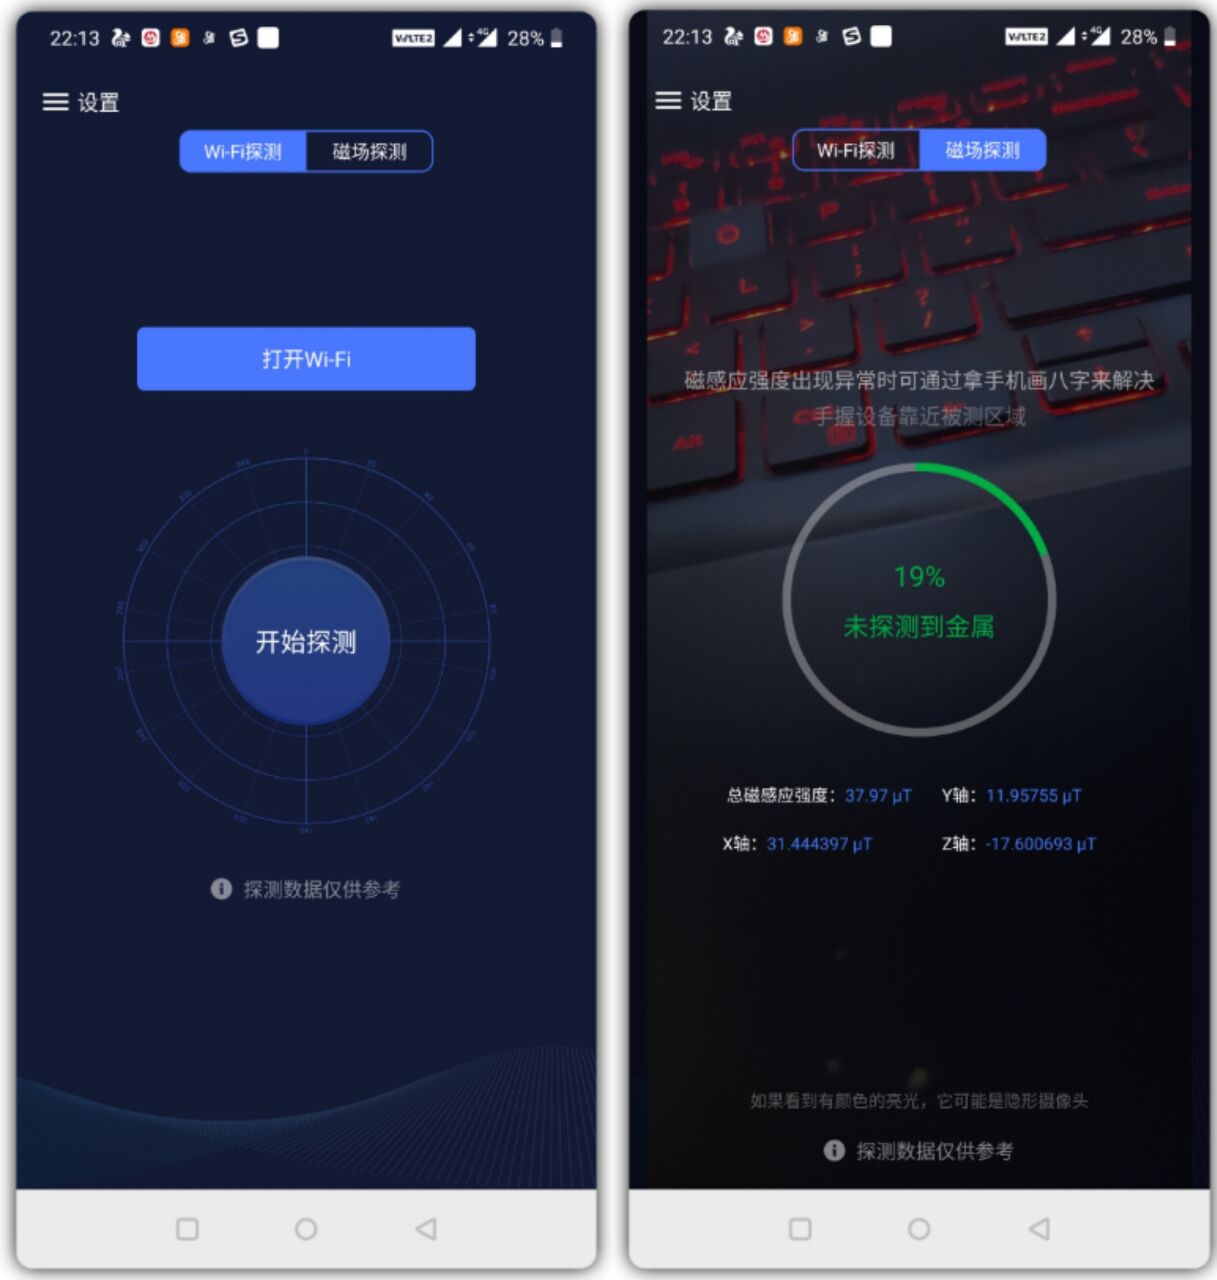 22:13
VoLTE2 4G 28%
设置
Wi-Fi探测 磁场探测
打开Wi-Fi
开始探测
探测数据仅供参考
22:13
VoLTE2 4G 28%
设置
Wi-Fi探测 磁场探测
O P
L : ;
< > . ? /
磁感应强度出现异常时可通过拿手机画八字来解决
手握设备靠近被测区域
Alt
19%
未探测到金属
总磁感应强度：37.97 μT Y轴：11.95755 μT
X轴：31.444397 μT Z轴：-17.600693 μT
如果看到有颜色的亮光，它可能是隐形摄像头
探测数据仅供参考